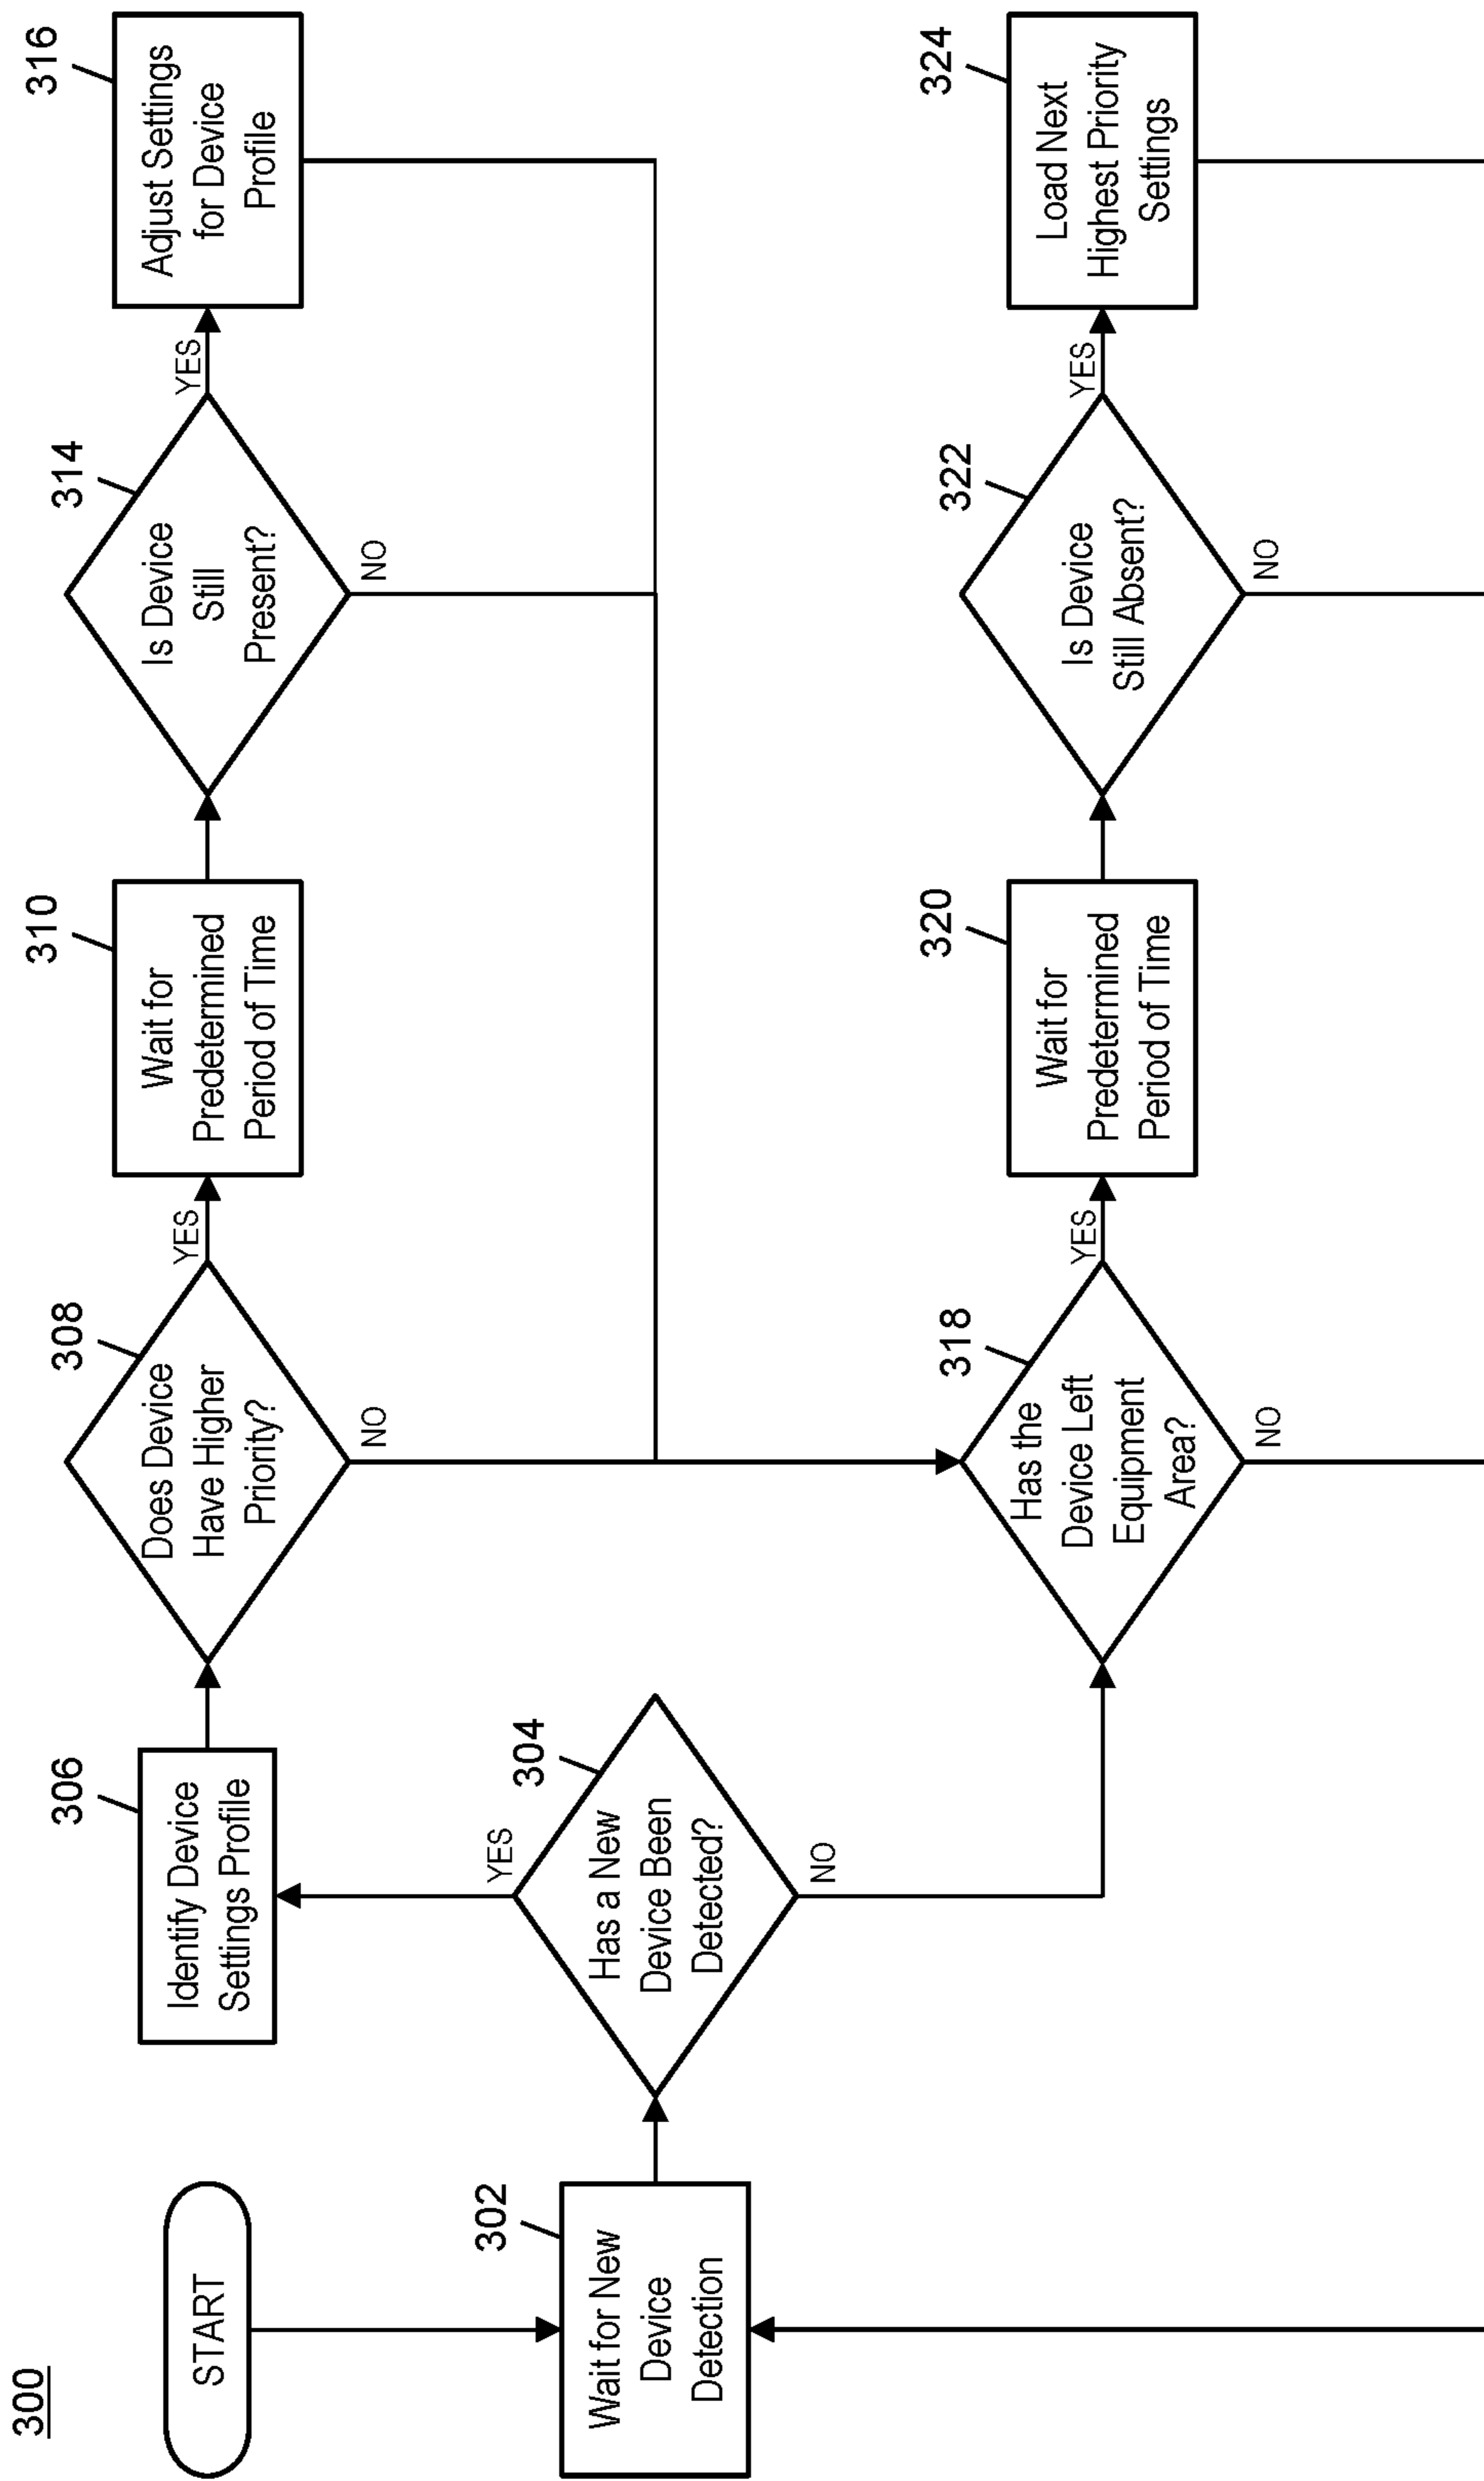 300
START
302
Wait for New
Device
Detection
304
Has a New
Device Been
Detected?
YES
NO
306
Identify Device
Settings Profile
308
Does Device
Have Higher
Priority?
YES
NO
310
Wait for
Predetermined
Period of Time
314
Is Device
Still
Present?
YES
NO
316
Adjust Settings
for Device
Profile
318
Has the
Device Left
Equipment
Area?
YES
NO
320
Wait for
Predetermined
Period of Time
322
Is Device
Still Absent?
YES
NO
324
Load Next
Highest Priority
Settings